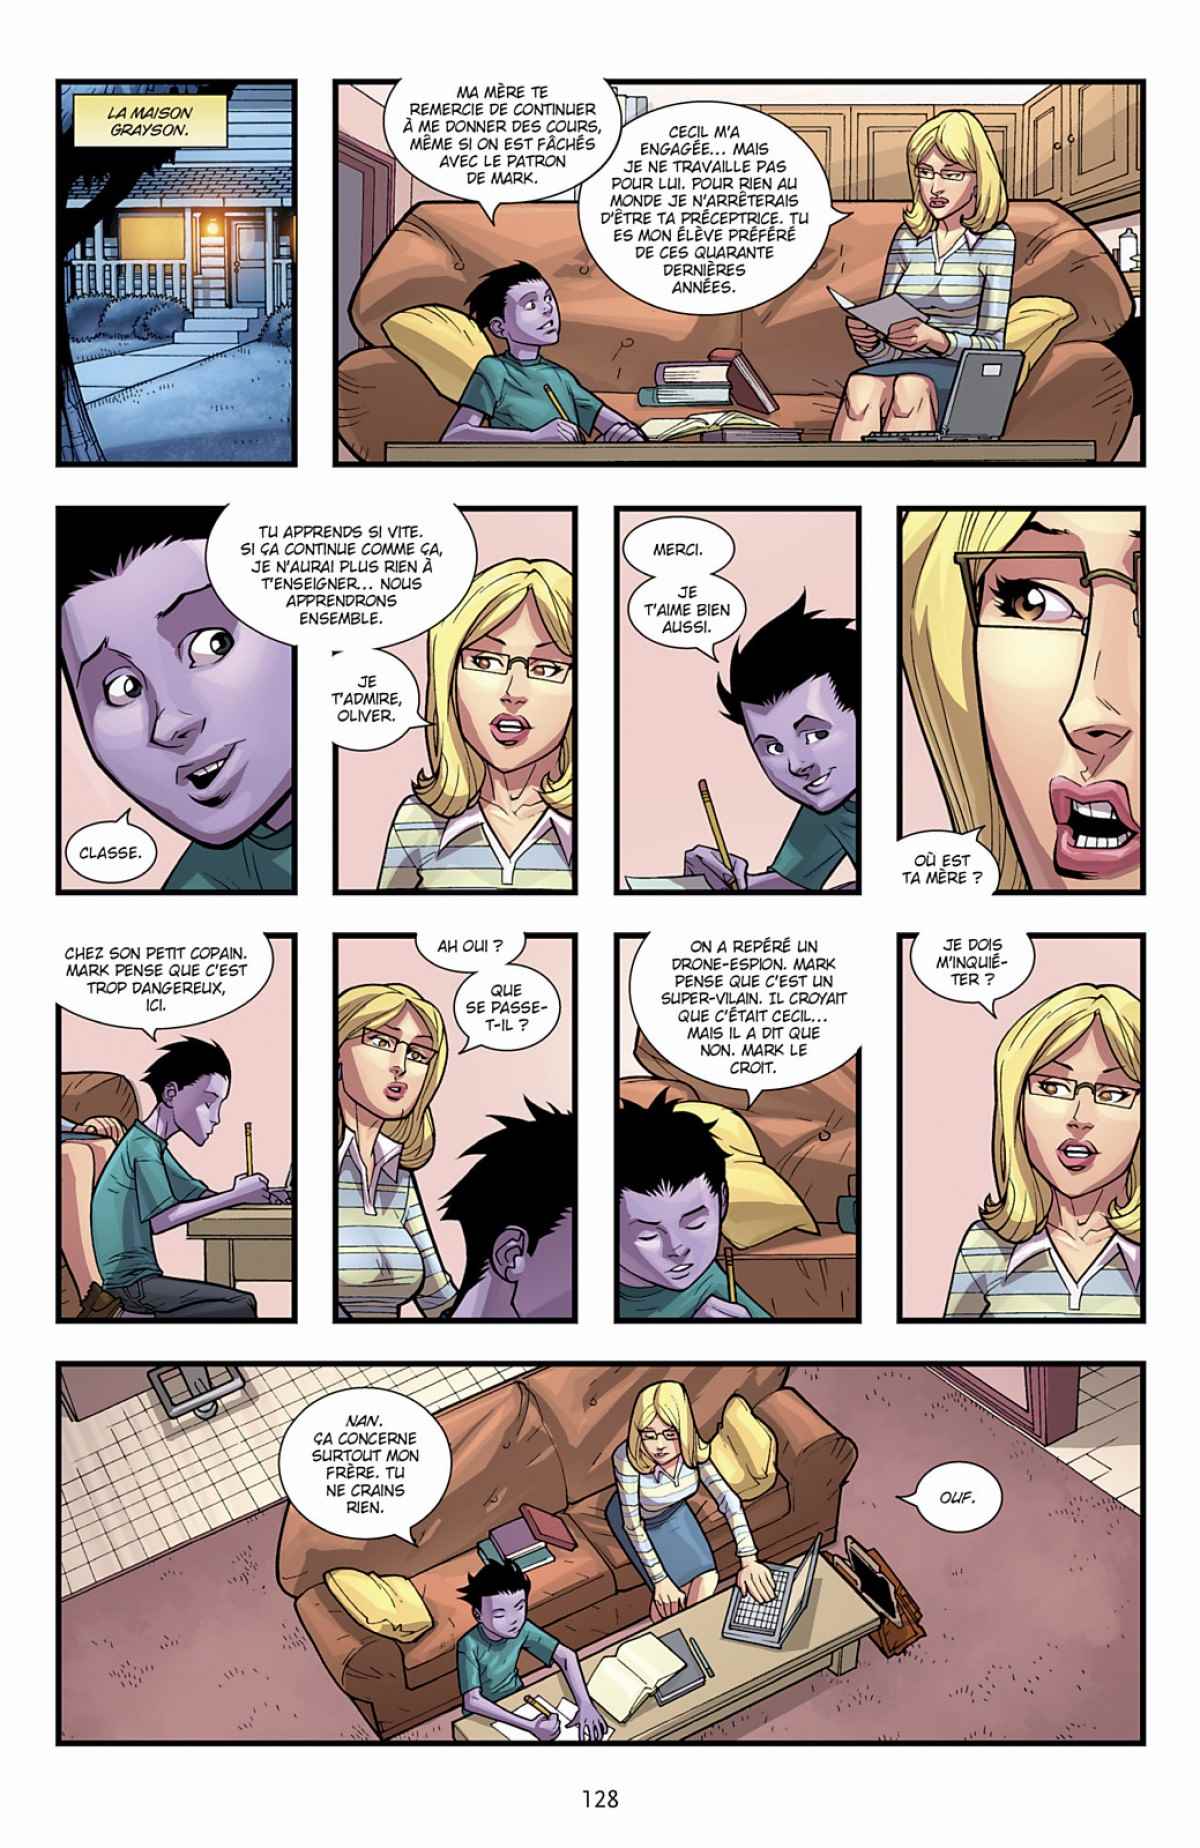 LA MAISON
GRAYSON.
MA MÈRE TE
REMERCIE DE CONTINUER
À ME DONNER DES COURS,
MÊME SI ON EST FÂCHÉS
AVEC LE PATRON
DE MARK.
CECIL M'A
ENGAGÉE... MAIS
JE NE TRAVAILLE PAS
POUR LUI. POUR RIEN AU
MONDE JE N'ARRÊTERAIS
D'ÊTRE TA PRÉCEPTRICE. TU
ES MON ÉLÈVE PRÉFÉRÉ
DE CES QUARANTE
DERNIÈRES
ANNÉES.
TU APPRENDS SI VITE.
SI ÇA CONTINUE COMME ÇA,
JE N'AURAI PLUS RIEN À
T'ENSEIGNER... NOUS
APPRENDRONS
ENSEMBLE.
CLASSE.
JE
T'ADMIRE,
OLIVER.
MERCI.
JE
T'AIME BIEN
AUSSI.
OÙ EST
TA MÈRE ?
CHEZ SON PETIT COPAIN.
MARK PENSE QUE C'EST
TROP DANGEREUX,
ICI.
AH OUI ?
QUE
SE PASSE-
T-IL ?
ON A REPÉRÉ UN
DRONE-ESPION. MARK
PENSE QUE C'EST UN
SUPER-VILAIN. IL CROYAIT
QUE C'ÉTAIT CECIL...
MAIS IL A DIT QUE
NON. MARK LE
CROIT.
JE DOIS
M'INQUIÉ-
TER ?
NAN.
ÇA CONCERNE
SURTOUT MON
FRÈRE. TU
NE CRAINS
RIEN.
OUF.
128